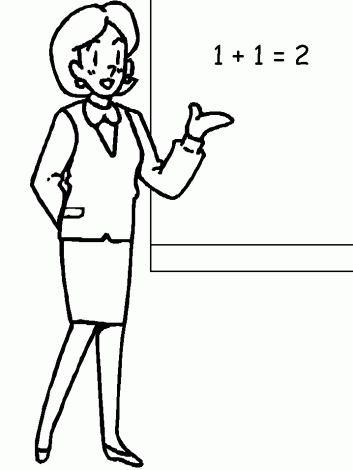 1 + 1 = 2